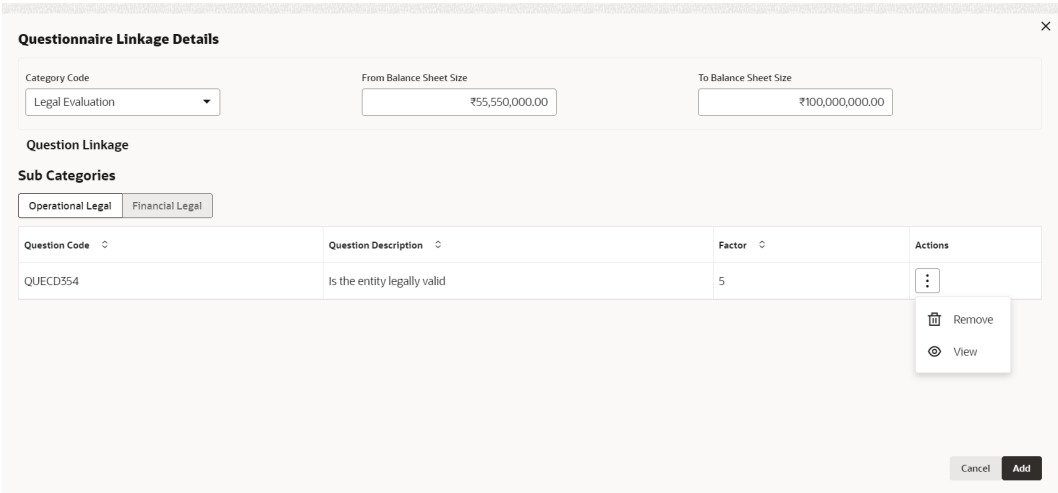 Questionnaire Linkage Details
Category Code From Balance Sheet Size To Balance Sheet Size
Legal Evaluation ₹55,550,000.00 ₹100,000,000.00
Question Linkage
Sub Categories
Operational Legal Financial Legal
Question Code Question Description Factor Actions
QUECD354 Is the entity legally valid 5
Remove
View
Cancel Add